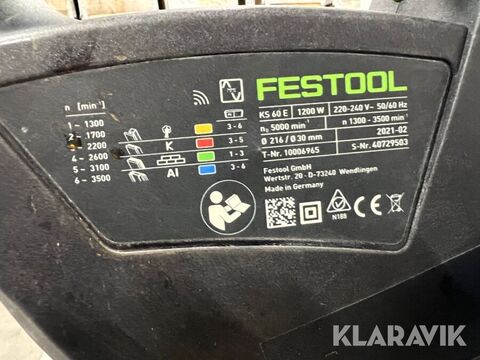 FESTOOL
KS 60 E 1200 W 220-240 V~ 50/60 Hz
n₀ 5000 min⁻¹ n 1300 - 3500 min⁻¹
Ø 216 / Ø 30 mm 2021-02
T-Nr. 10006965 S-Nr. 40729503
Festool GmbH
Wertstr. 20 · D-73240 Wendlingen
Made in Germany
n [min⁻¹]
1 - 1300
2 - 1700
2200
4 - 2600
5 - 3100
6 - 3500
3 - 6
K 3 - 5
1 - 3
Al 3 - 6
N188
CE
KLARAVIK